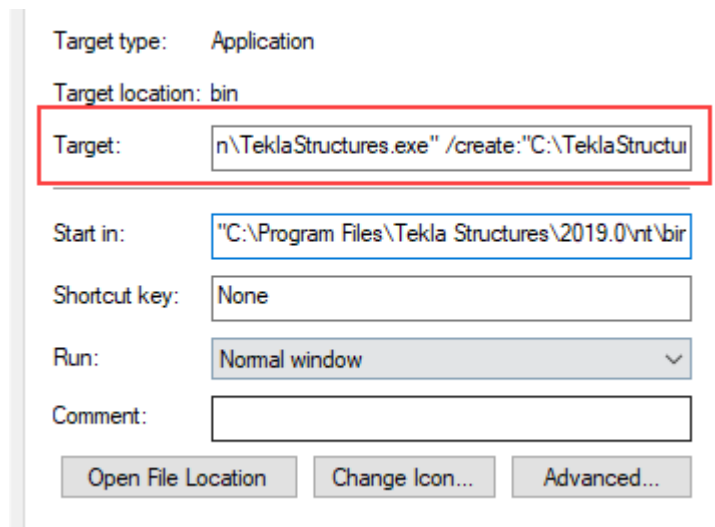 Target type: Application
Target location: bin
Target: n\TeklaStructures.exe" /create:"C:\TeklaStructu
Start in: "C:\Program Files\Tekla Structures\2019.0\nt\bin
Shortcut key: None
Run: Normal window
Comment:
Open File Location Change Icon... Advanced...